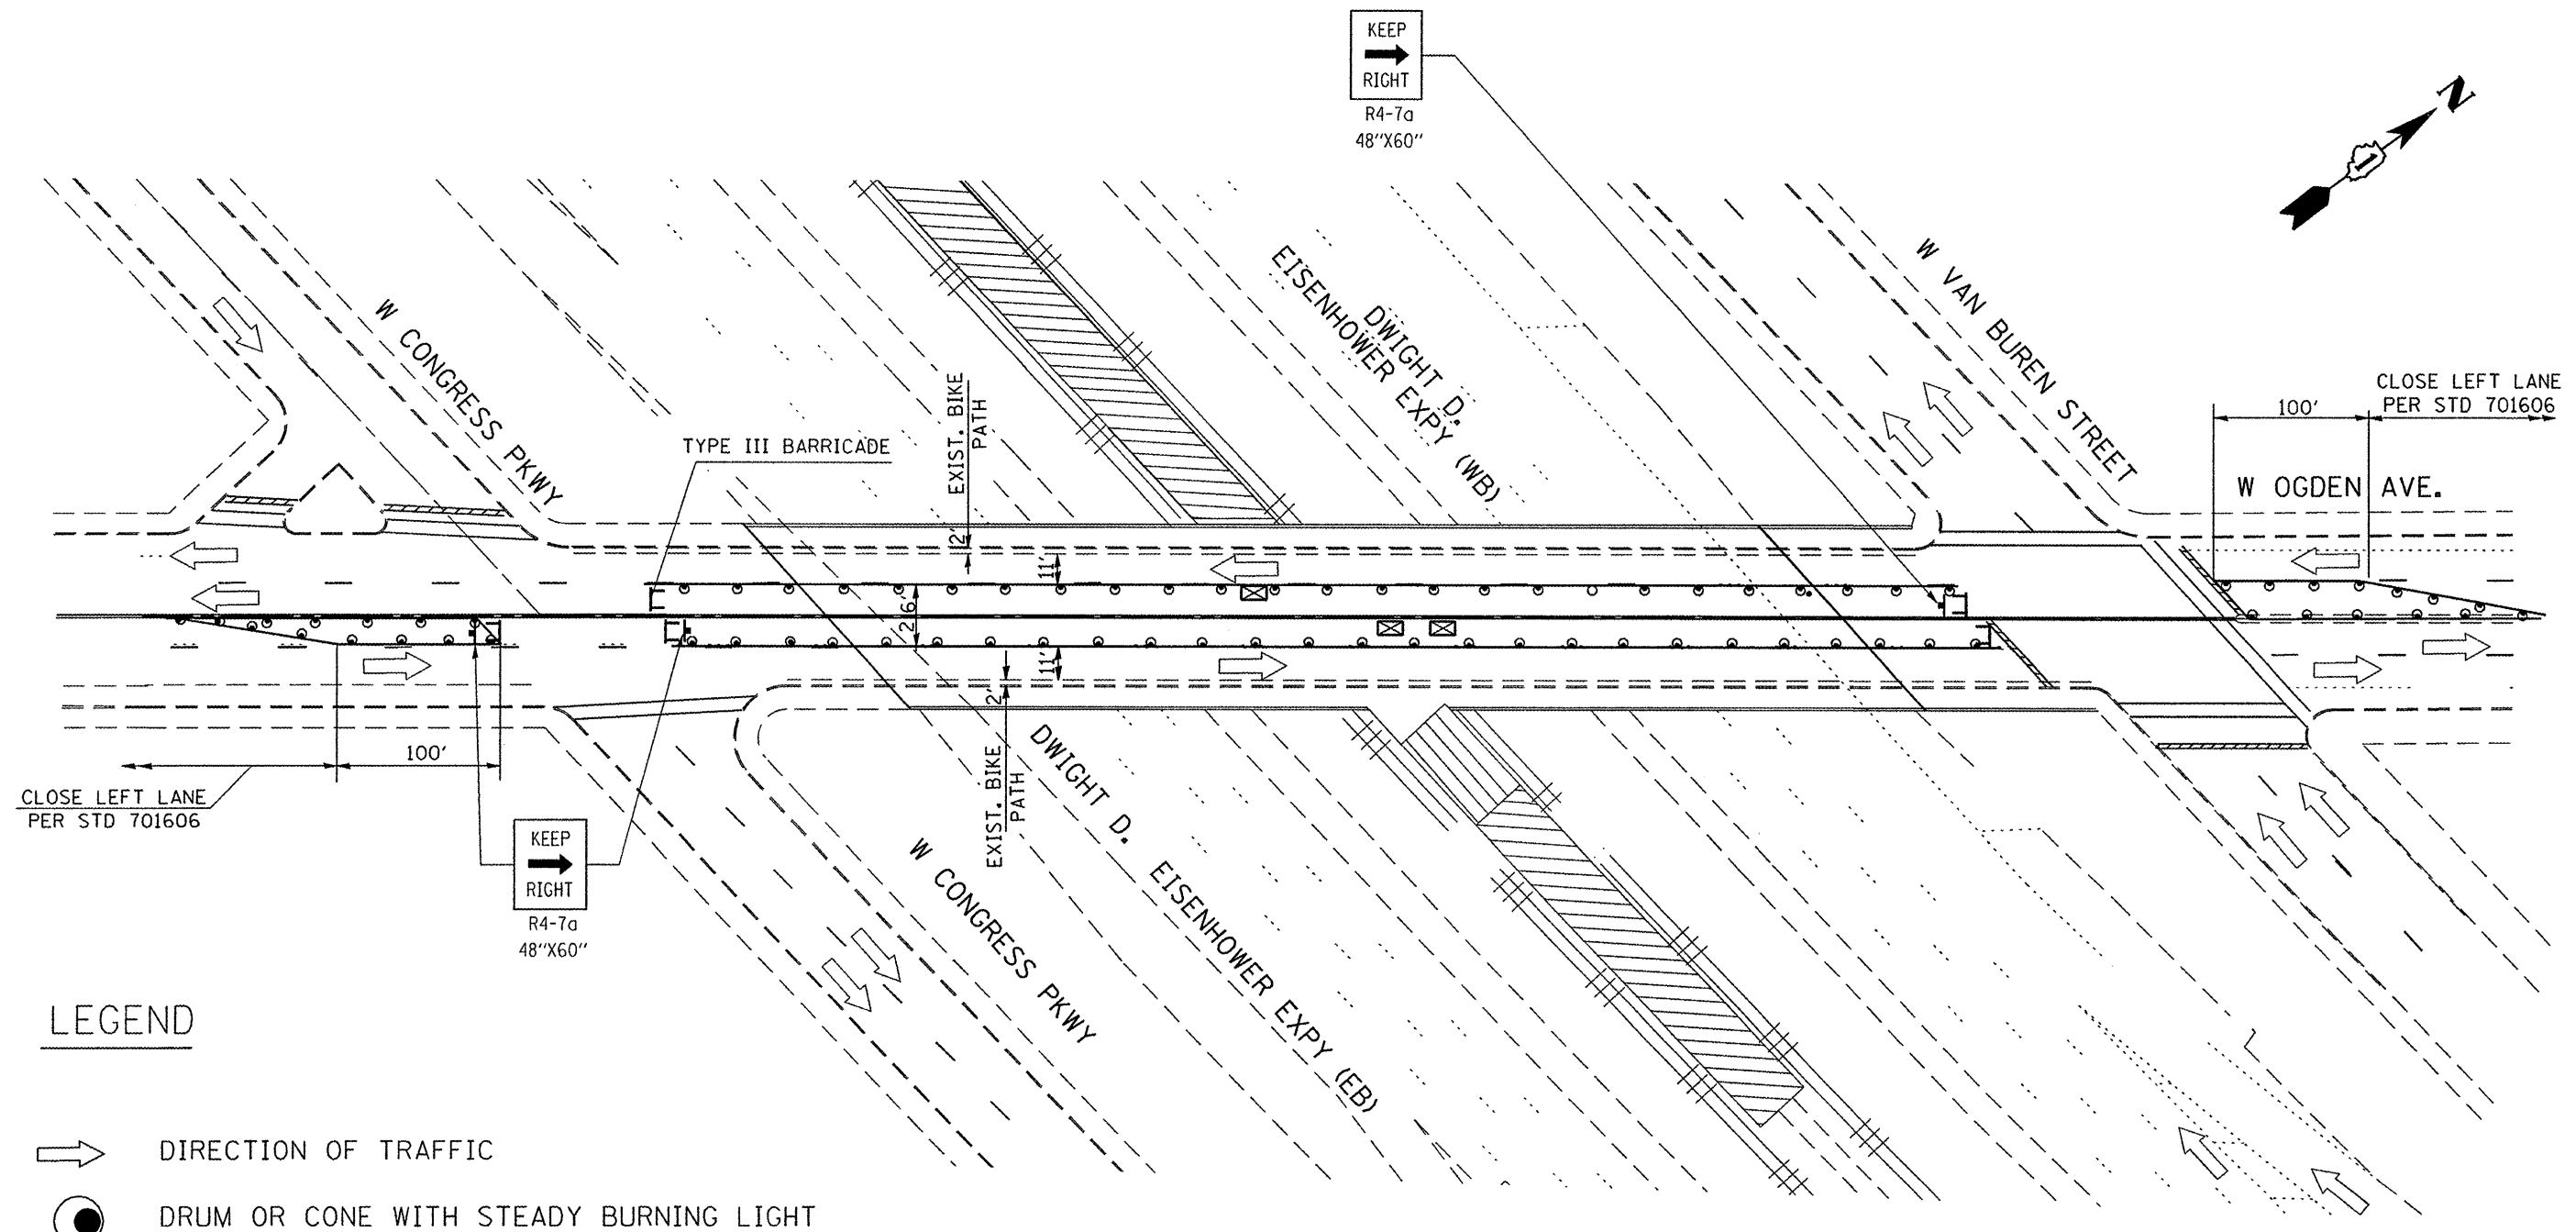 KEEP
RIGHT
R4-7a
48"X60"
N
1
W CONGRESS PKWY
TYPE III BARRICADE
EXIST. BIKE
PATH
DWIGHT D.
EISENHOWER EXPY (WB)
W VAN BUREN STREET
CLOSE LEFT LANE
PER STD 701606
100'
W OGDEN AVE.
2'
11'
26'
11'
2'
EXIST. BIKE
PATH
100'
CLOSE LEFT LANE
PER STD 701606
KEEP
RIGHT
R4-7a
48"X60"
W CONGRESS PKWY
DWIGHT D. EISENHOWER EXPY (EB)
LEGEND
DIRECTION OF TRAFFIC
DRUM OR CONE WITH STEADY BURNING LIGHT